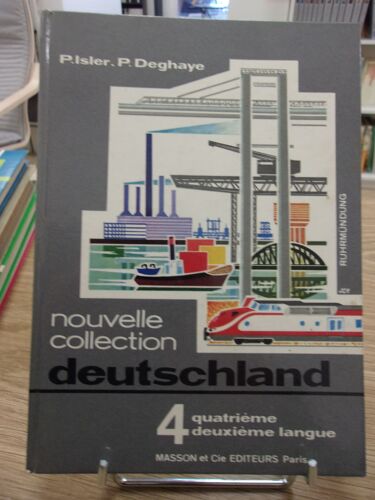 P.Isler. P. Deghaye
RUHRMÜNDUNG
nouvelle
collection
deutschland
4 quatrième
deuxième langue
MASSON et Cie EDITEURS Paris